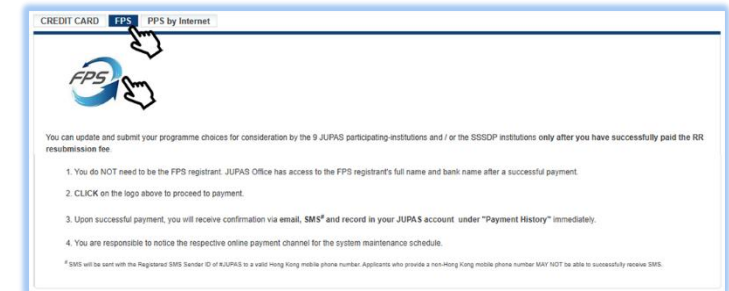 CREDIT CARD FPS PPS by Internet
FPS
You can update and submit your programme choices for consideration by the 9 JUPAS participating-institutions and / or the SSSDP institutions only after you have successfully paid the RR
resubmission fee.
1. You do NOT need to be the FPS registrant. JUPAS Office has access to the FPS registrant's full name and bank name after a successful payment.
2. CLICK on the logo above to proceed to payment.
3. Upon successful payment, you will receive confirmation via email, SMS# and record in your JUPAS account under "Payment History" immediately.
4. You are responsible to notice the respective online payment channel for the system maintenance schedule.
# SMS will be sent with the Registered SMS Sender ID of #JUPAS to a valid Hong Kong mobile phone number. Applicants who provide a non-Hong Kong mobile phone number MAY NOT be able to successfully receive SMS.